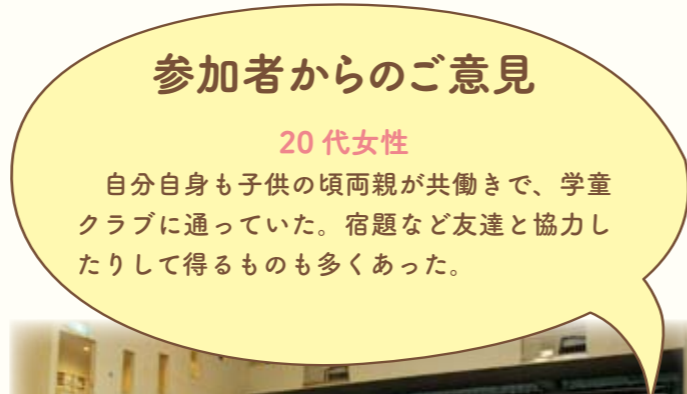 参加者からのご意見
20代女性
自分自身も子供の頃両親が共働きで、学童
クラブに通っていた。宿題など友達と協力し
たりして得るものも多くあった。